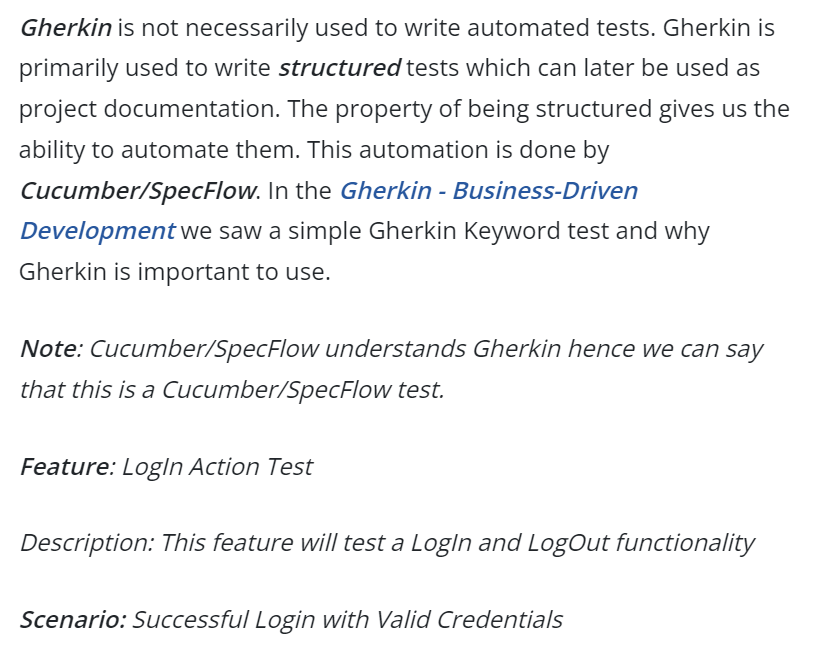 Gherkin is not necessarily used to write automated tests. Gherkin is
primarily used to write structured tests which can later be used as
project documentation. The property of being structured gives us the
ability to automate them. This automation is done by
Cucumber/SpecFlow. In the Gherkin - Business-Driven
Development we saw a simple Gherkin Keyword test and why
Gherkin is important to use.
Note: Cucumber/SpecFlow understands Gherkin hence we can say
that this is a Cucumber/SpecFlow test.
Feature: LogIn Action Test
Description: This feature will test a LogIn and LogOut functionality
Scenario: Successful Login with Valid Credentials